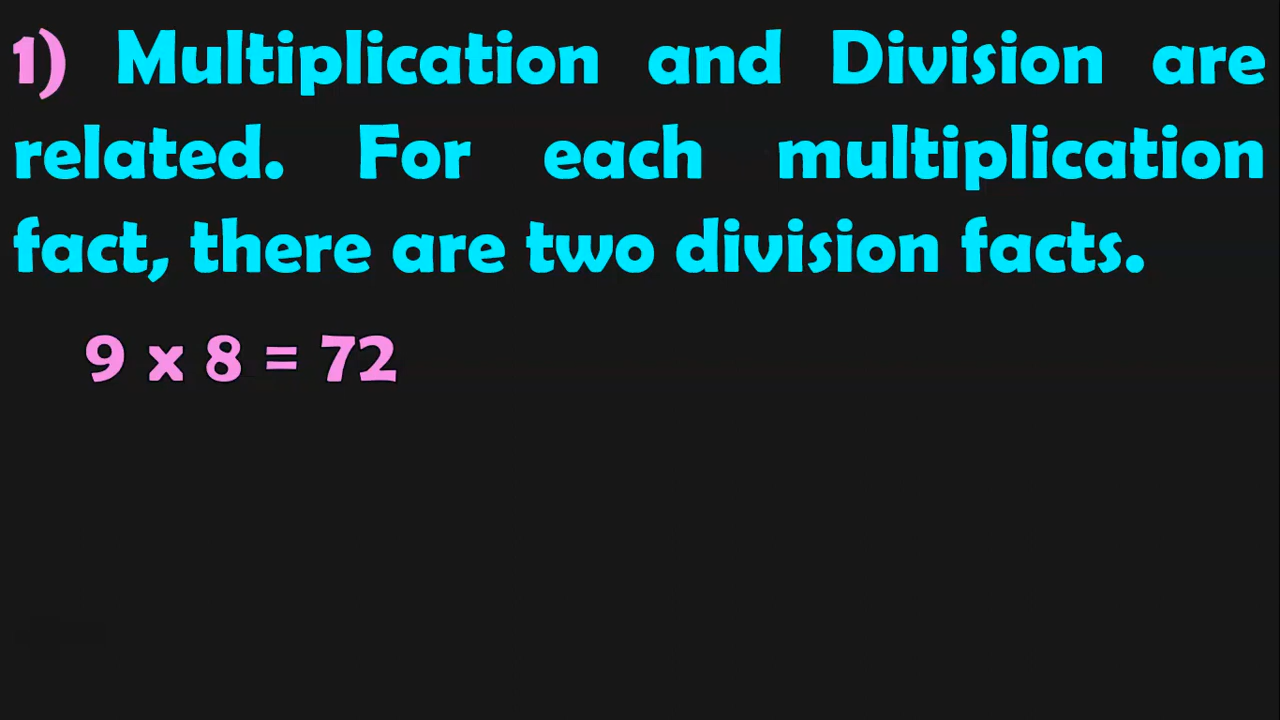 1) Multiplication and Division are
related. For each multiplication
fact, there are two division facts.
9 x 8 = 72